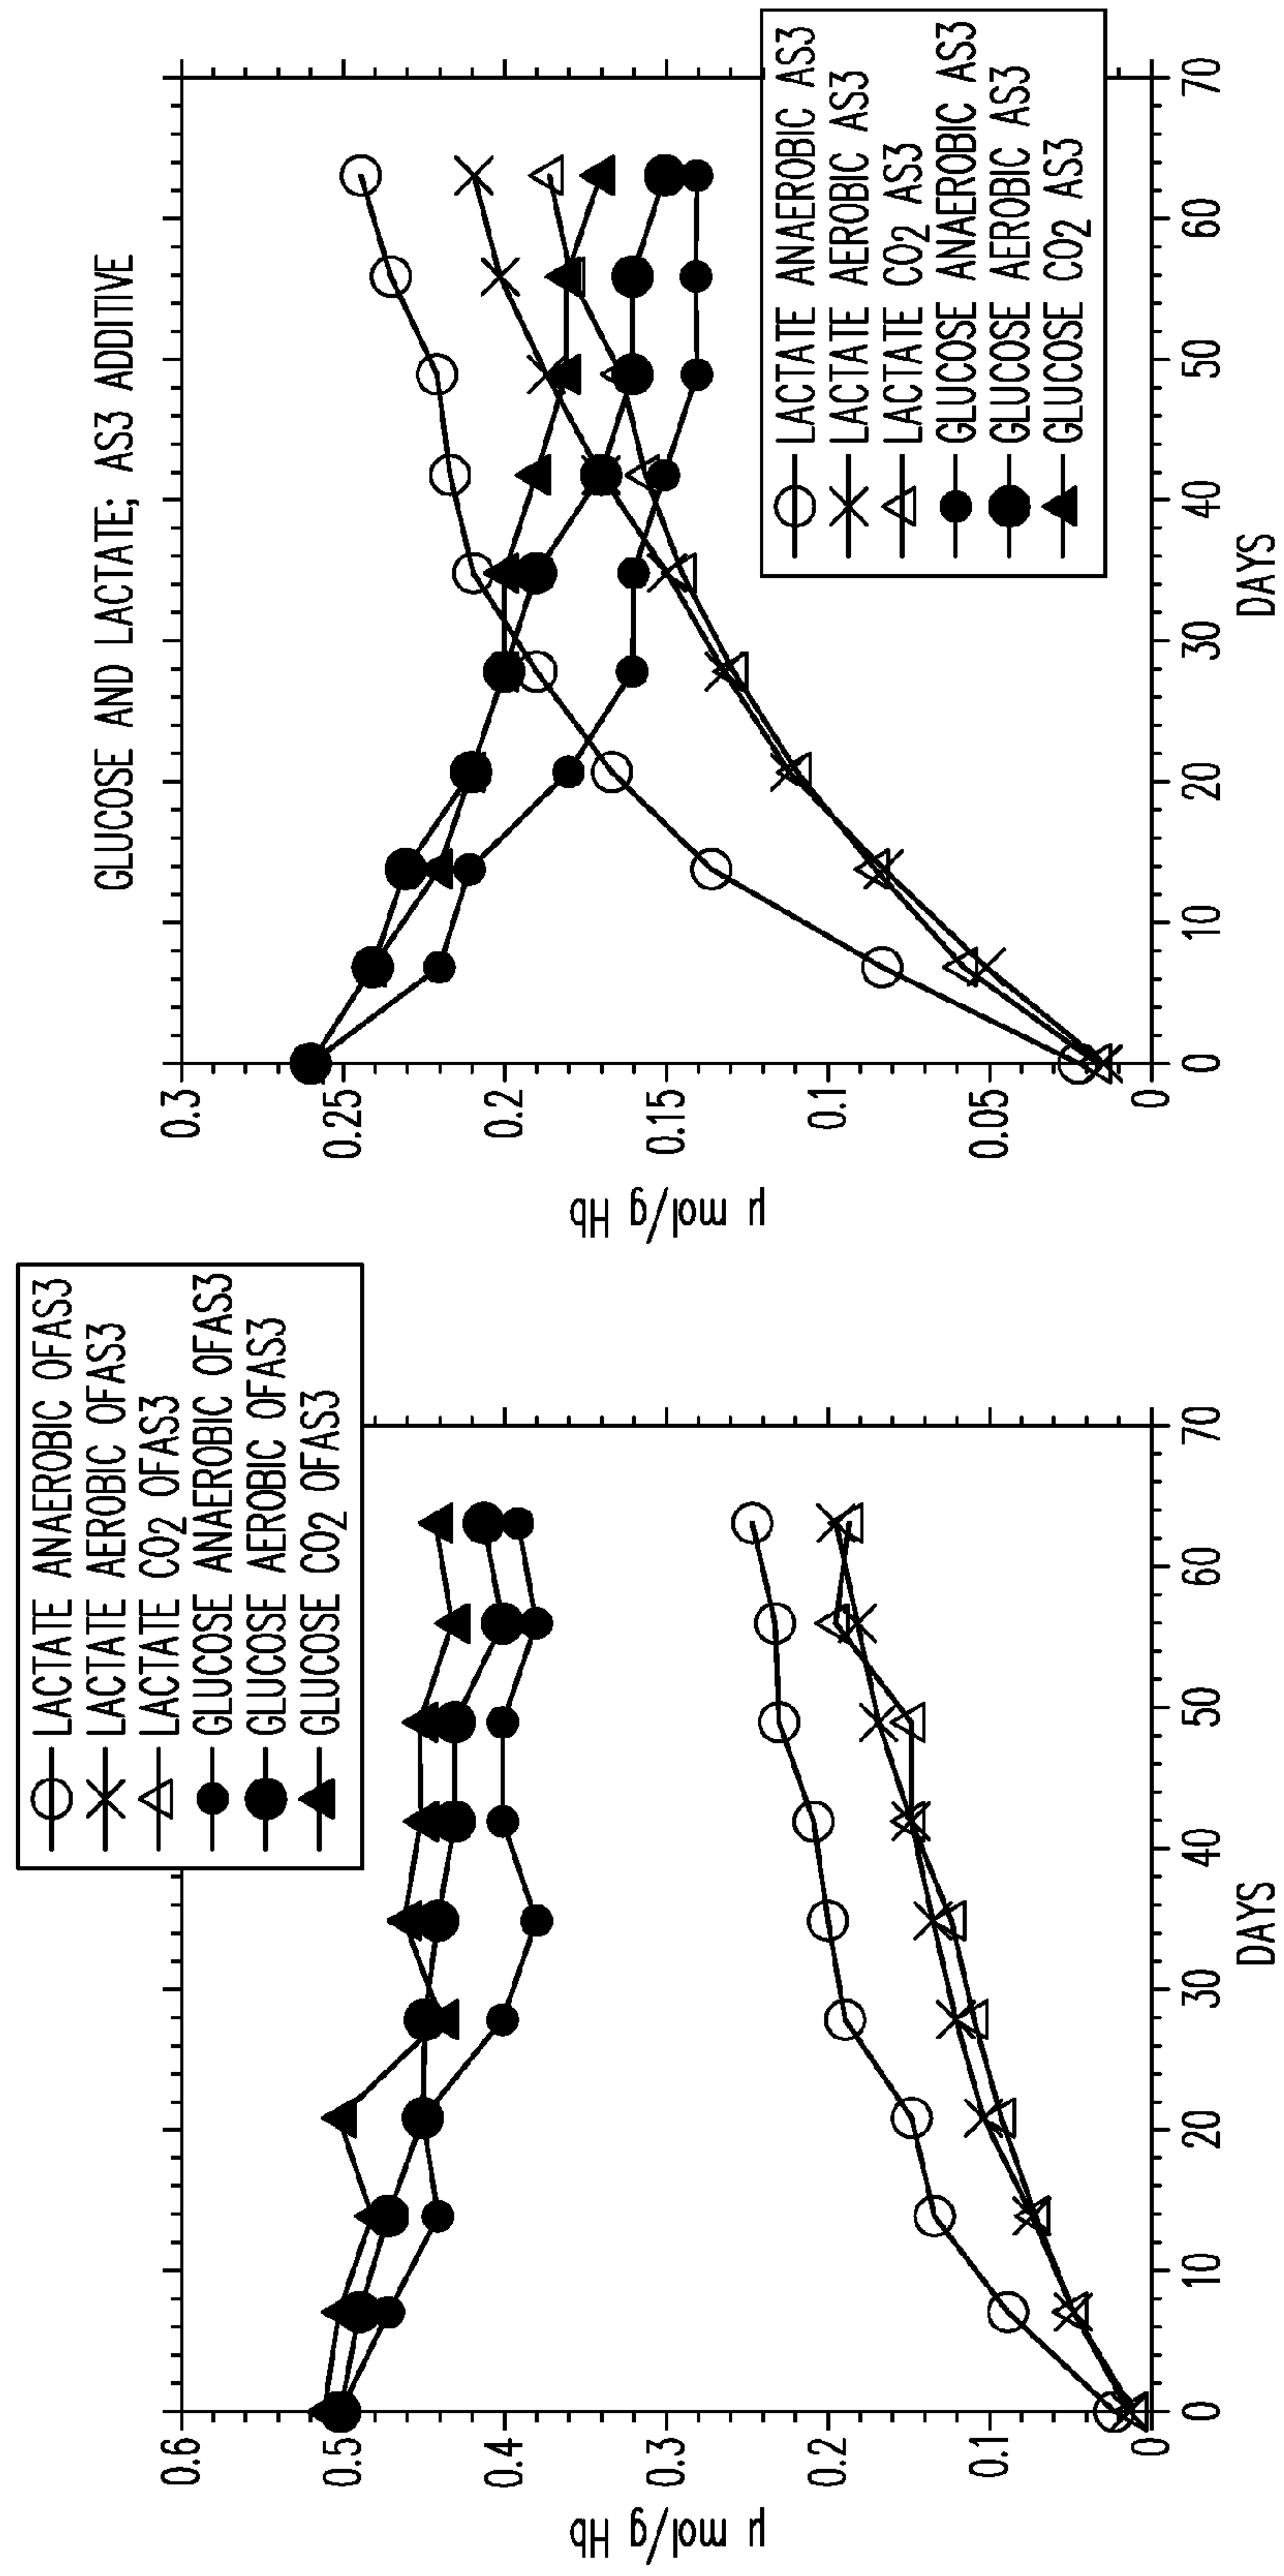 LACTATE ANAEROBIC OFAS3
LACTATE AEROBIC OFAS3
LACTATE CO2 OFAS3
GLUCOSE ANAEROBIC OFAS3
GLUCOSE AEROBIC OFAS3
GLUCOSE CO2 OFAS3
0.6
0.5
0.4
0.3
0.2
0.1
0
μ mol/g Hb
0 10 20 30 40 50 60 70
DAYS
GLUCOSE AND LACTATE; AS3 ADDITIVE
0.3
0.25
0.2
0.15
0.1
0.05
0
μ mol/g Hb
LACTATE ANAEROBIC AS3
LACTATE AEROBIC AS3
LACTATE CO2 AS3
GLUCOSE ANAEROBIC AS3
GLUCOSE AEROBIC AS3
GLUCOSE CO2 AS3
0 10 20 30 40 50 60 70
DAYS